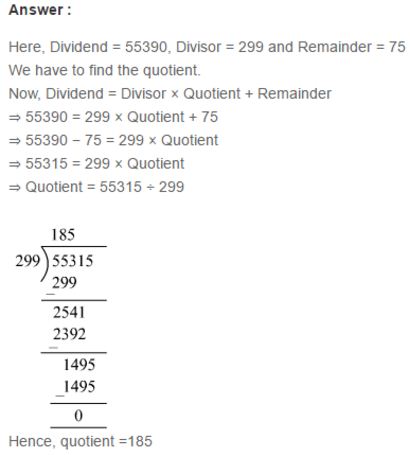 Answer :
Here, Dividend = 55390, Divisor = 299 and Remainder = 75
We have to find the quotient.
Now, Dividend = Divisor × Quotient + Remainder
⇒ 55390 = 299 × Quotient + 75
⇒ 55390 − 75 = 299 × Quotient
⇒ 55315 = 299 × Quotient
⇒ Quotient = 55315 ÷ 299
185
299)55315
299
−
2541
2392
−
1495
−1495
0
Hence, quotient =185